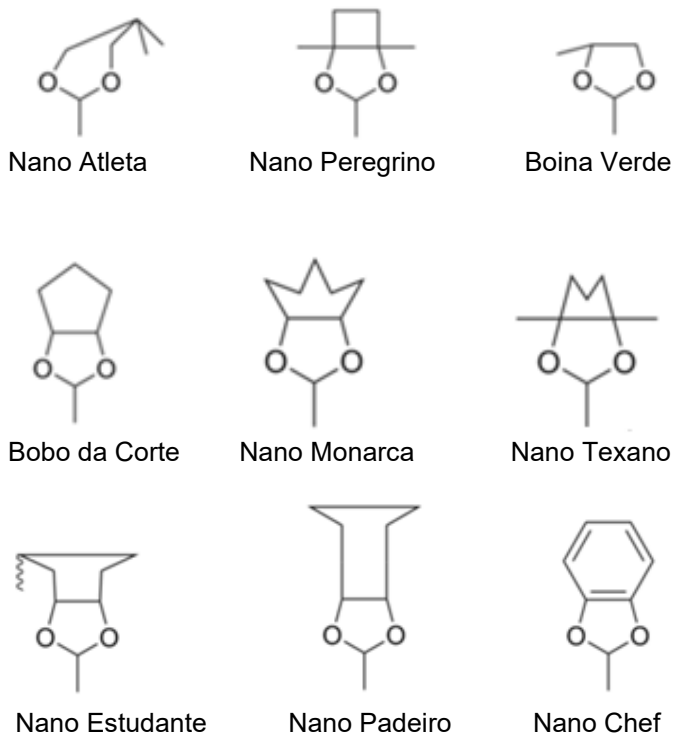 O O O O O O
Nano Atleta Nano Peregrino Boina Verde
O O O O O O
Bobo da Corte Nano Monarca Nano Texano
O O O O O O
Nano Estudante Nano Padeiro Nano Chef